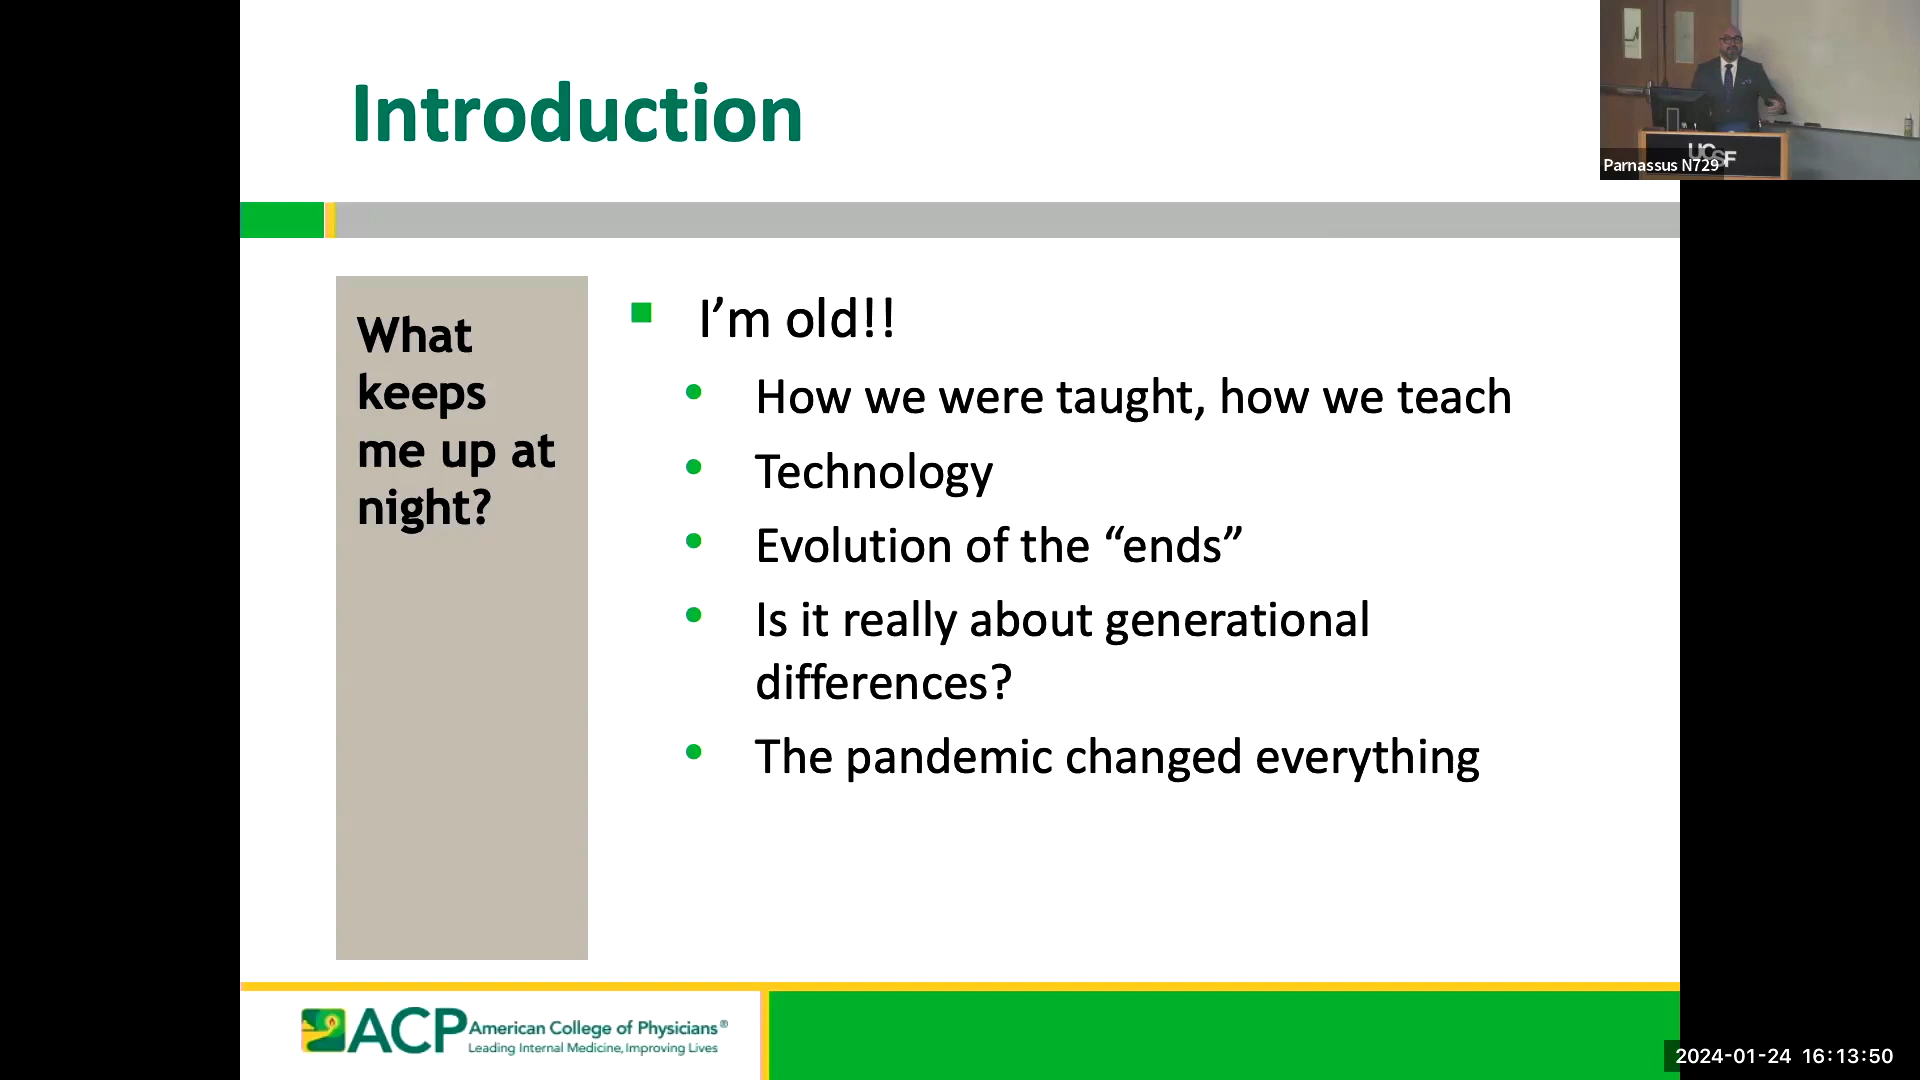 Introduction
What
keeps
me up at
night?
I’m old!!
How we were taught, how we teach
Technology
Evolution of the “ends”
Is it really about generational
differences?
The pandemic changed everything
ACP American College of Physicians®
Leading Internal Medicine, Improving Lives
UCSF
Parnassus N729
2024-01-24 16:13:50